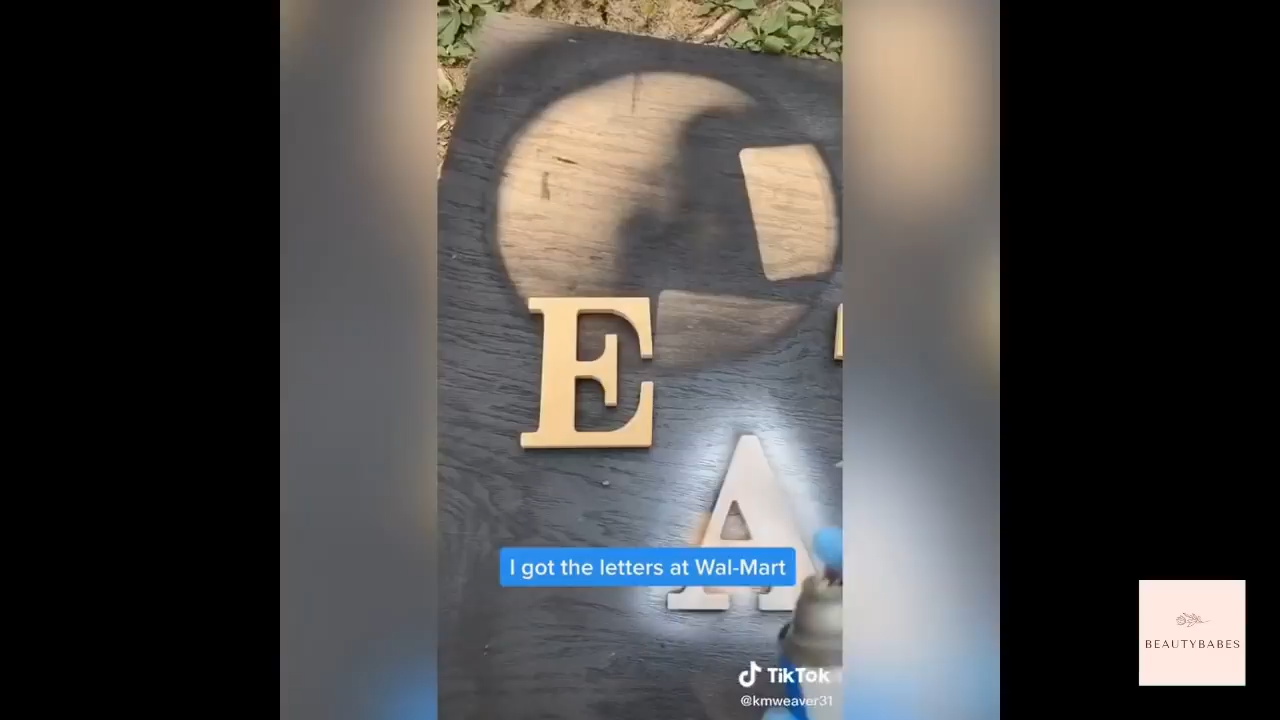 E
A
I got the letters at Wal-Mart
TikTok
@kmweaver31
BEAUTYBABES